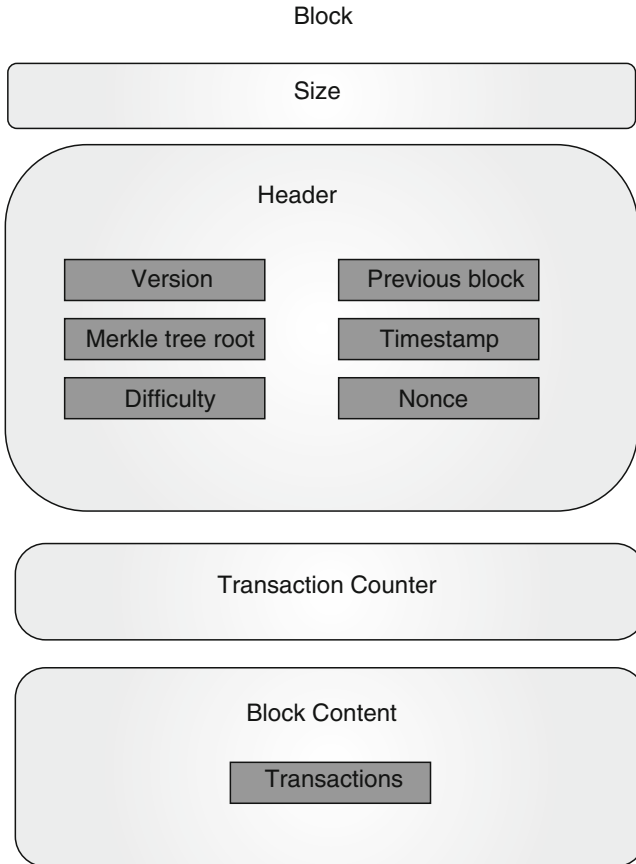 Block
Size
Header
Version
Previous block
Merkle tree root
Timestamp
Difficulty
Nonce
Transaction Counter
Block Content
Transactions